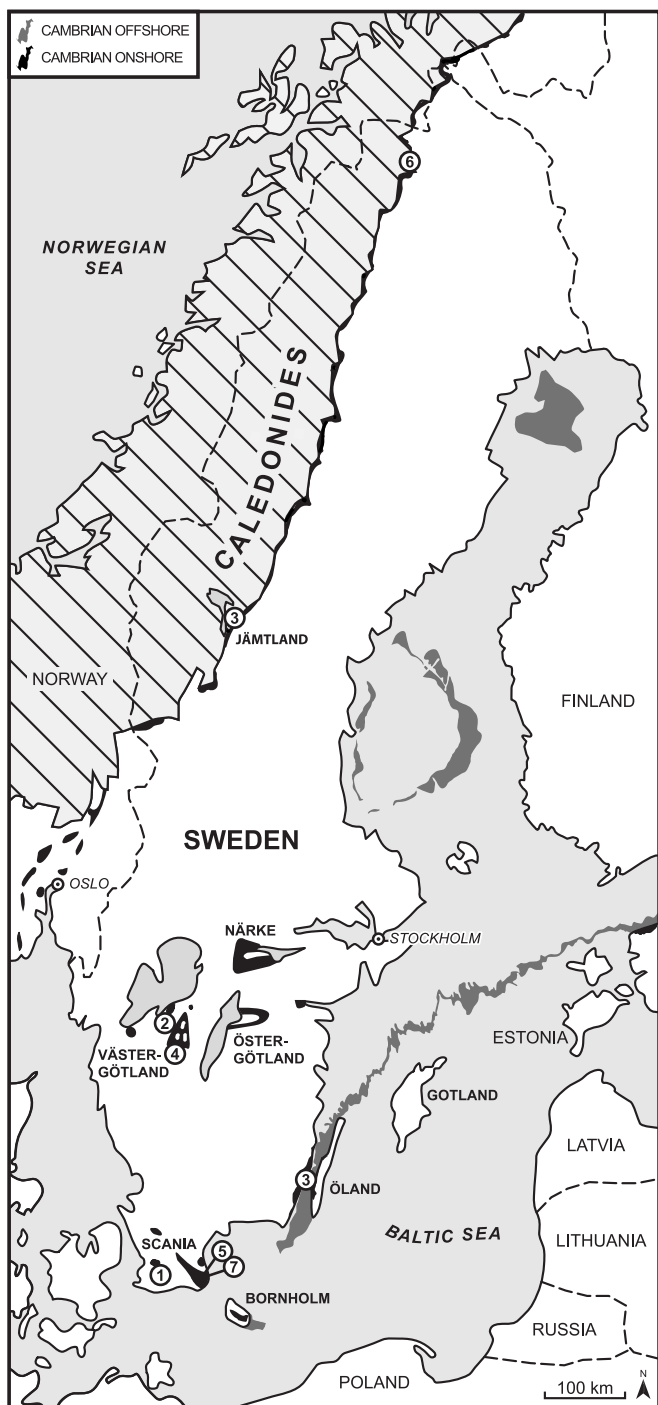 CAMBRIAN OFFSHORE
CAMBRIAN ONSHORE
6
NORWEGIAN
SEA
CALEDONIDES
3
JÄMTLAND
NORWAY
FINLAND
SWEDEN
OSLO
NÄRKE
STOCKHOLM
2
4
VÄSTER-
GÖTLAND
ÖSTER-
GÖTLAND
ESTONIA
GOTLAND
LATVIA
3
ÖLAND
BALTIC SEA
LITHUANIA
SCANIA
5
1
7
BORNHOLM
RUSSIA
POLAND
N
100 km